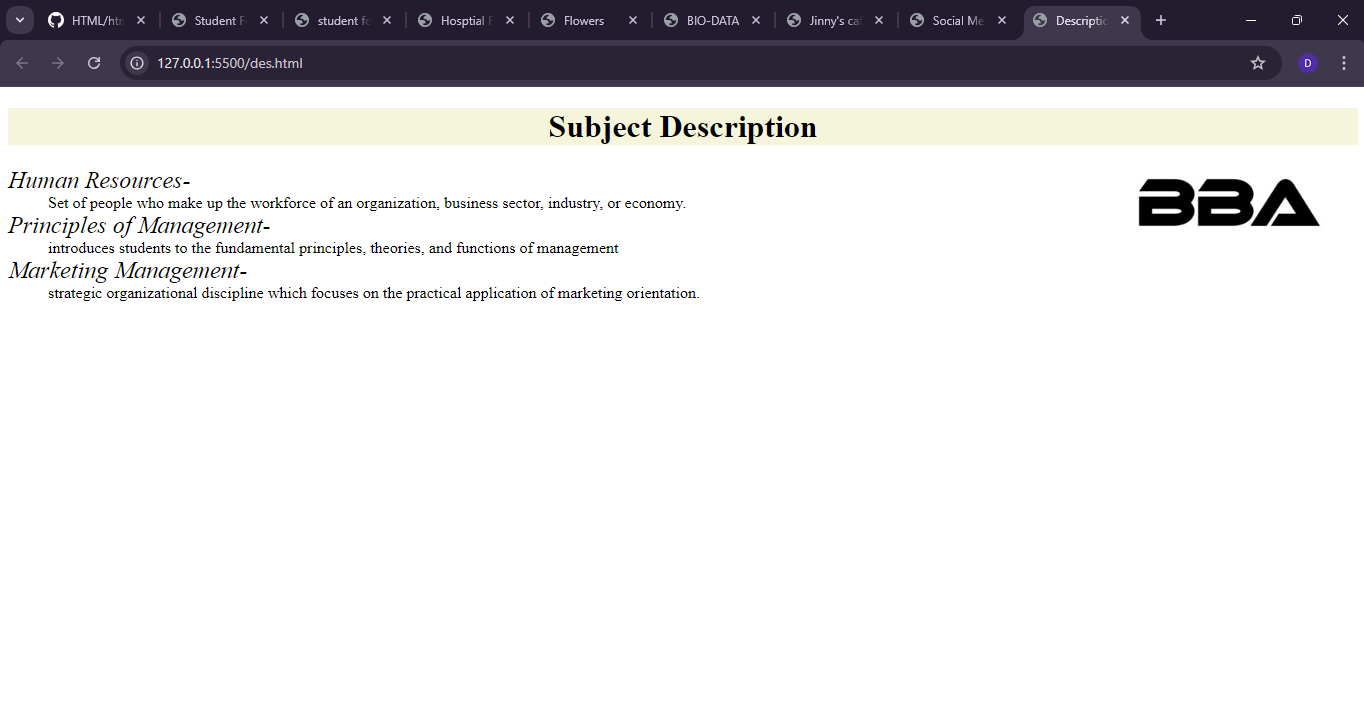 HTML/ht
Student F
student fo
Hosptial F
Flowers
BIO-DATA
Jinny's caf
Social Me
Descriptio
127.0.0.1:5500/des.html
D
Subject Description
Human Resources-
BBA
Set of people who make up the workforce of an organization, business sector, industry, or economy.
Principles of Management-
introduces students to the fundamental principles, theories, and functions of management
Marketing Management-
strategic organizational discipline which focuses on the practical application of marketing orientation.